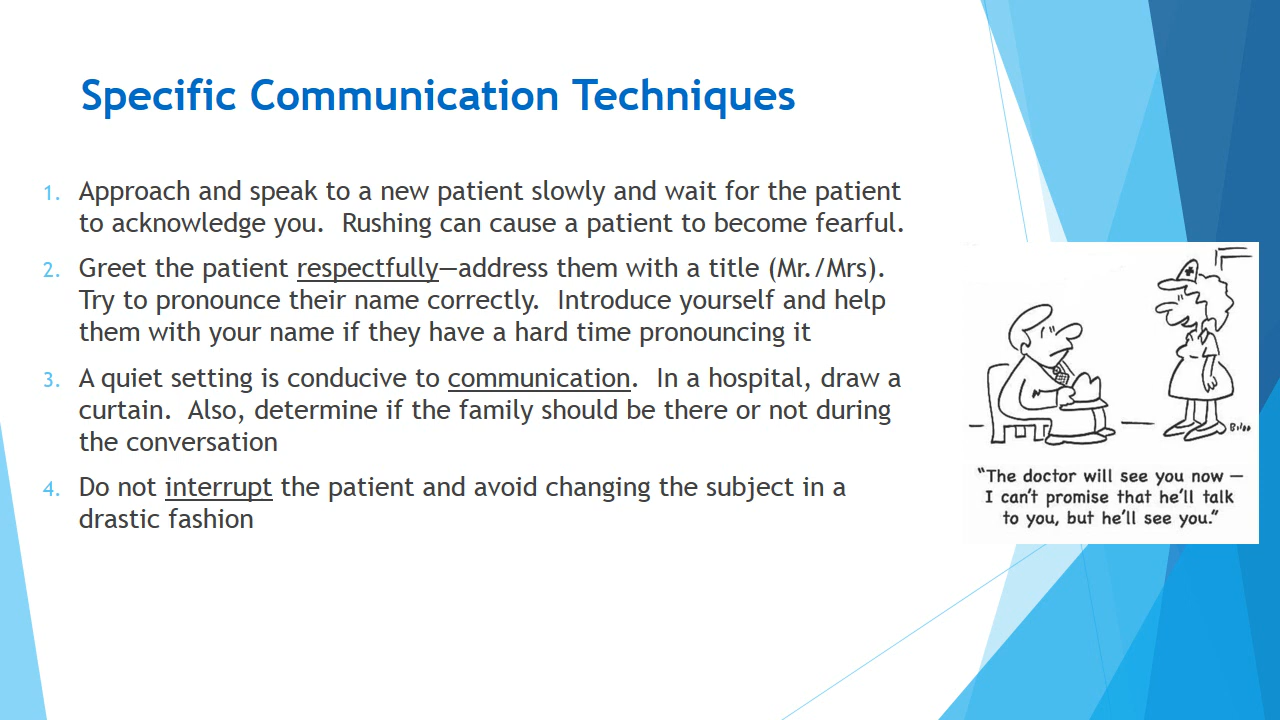 Specific Communication Techniques
1. Approach and speak to a new patient slowly and wait for the patient
to acknowledge you.  Rushing can cause a patient to become fearful.
2. Greet the patient respectfully—address them with a title (Mr./Mrs).
Try to pronounce their name correctly.  Introduce yourself and help
them with your name if they have a hard time pronouncing it
3. A quiet setting is conducive to communication.  In a hospital, draw a
curtain.  Also, determine if the family should be there or not during
the conversation
4. Do not interrupt the patient and avoid changing the subject in a
drastic fashion
"The doctor will see you now —
I can't promise that he'll talk
to you, but he'll see you."